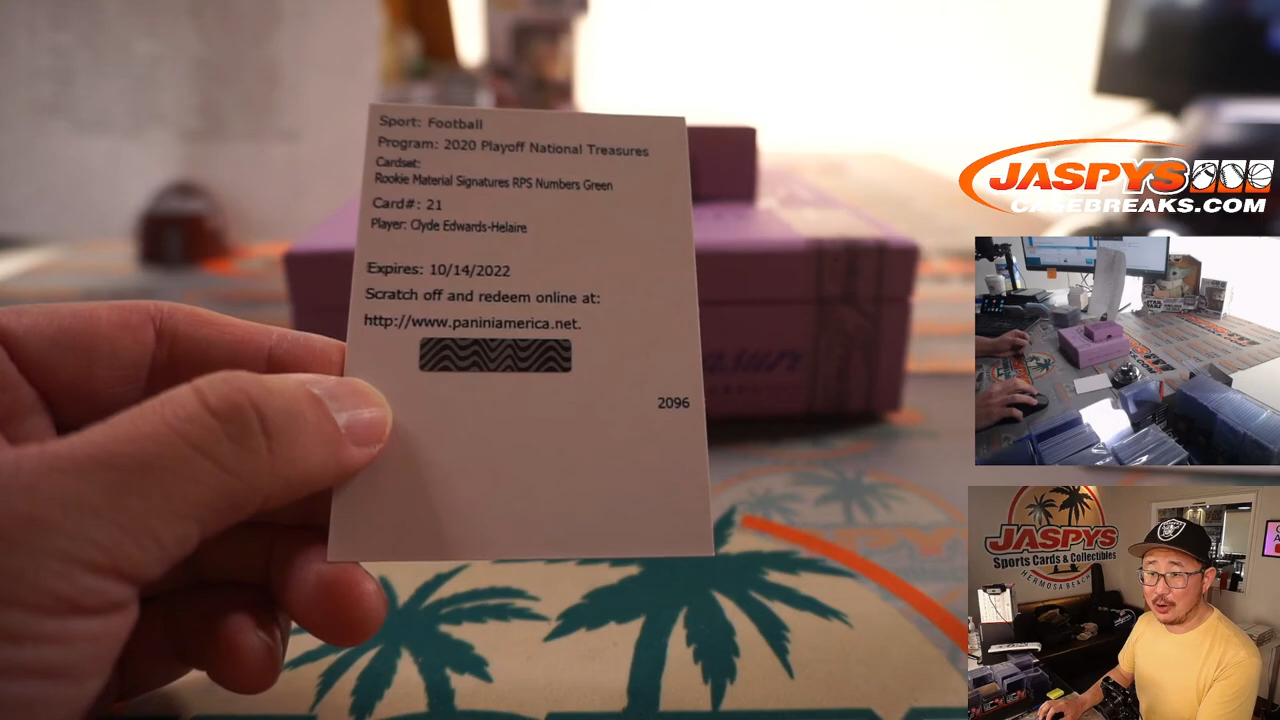 Sport: Football
Program: 2020 Playoff National Treasures
Cardset:
Rookie Material Signatures RPS Numbers Green
Card#: 21
Player: Clyde Edwards-Helaire
Expires: 10/14/2022
Scratch off and redeem online at:
http://www.paniniamerica.net.
2096
JASPYS
CASEBREAKS.COM
STAR WARS
JASPYS
Sports Cards & Collectibles
HERMOSA BEACH